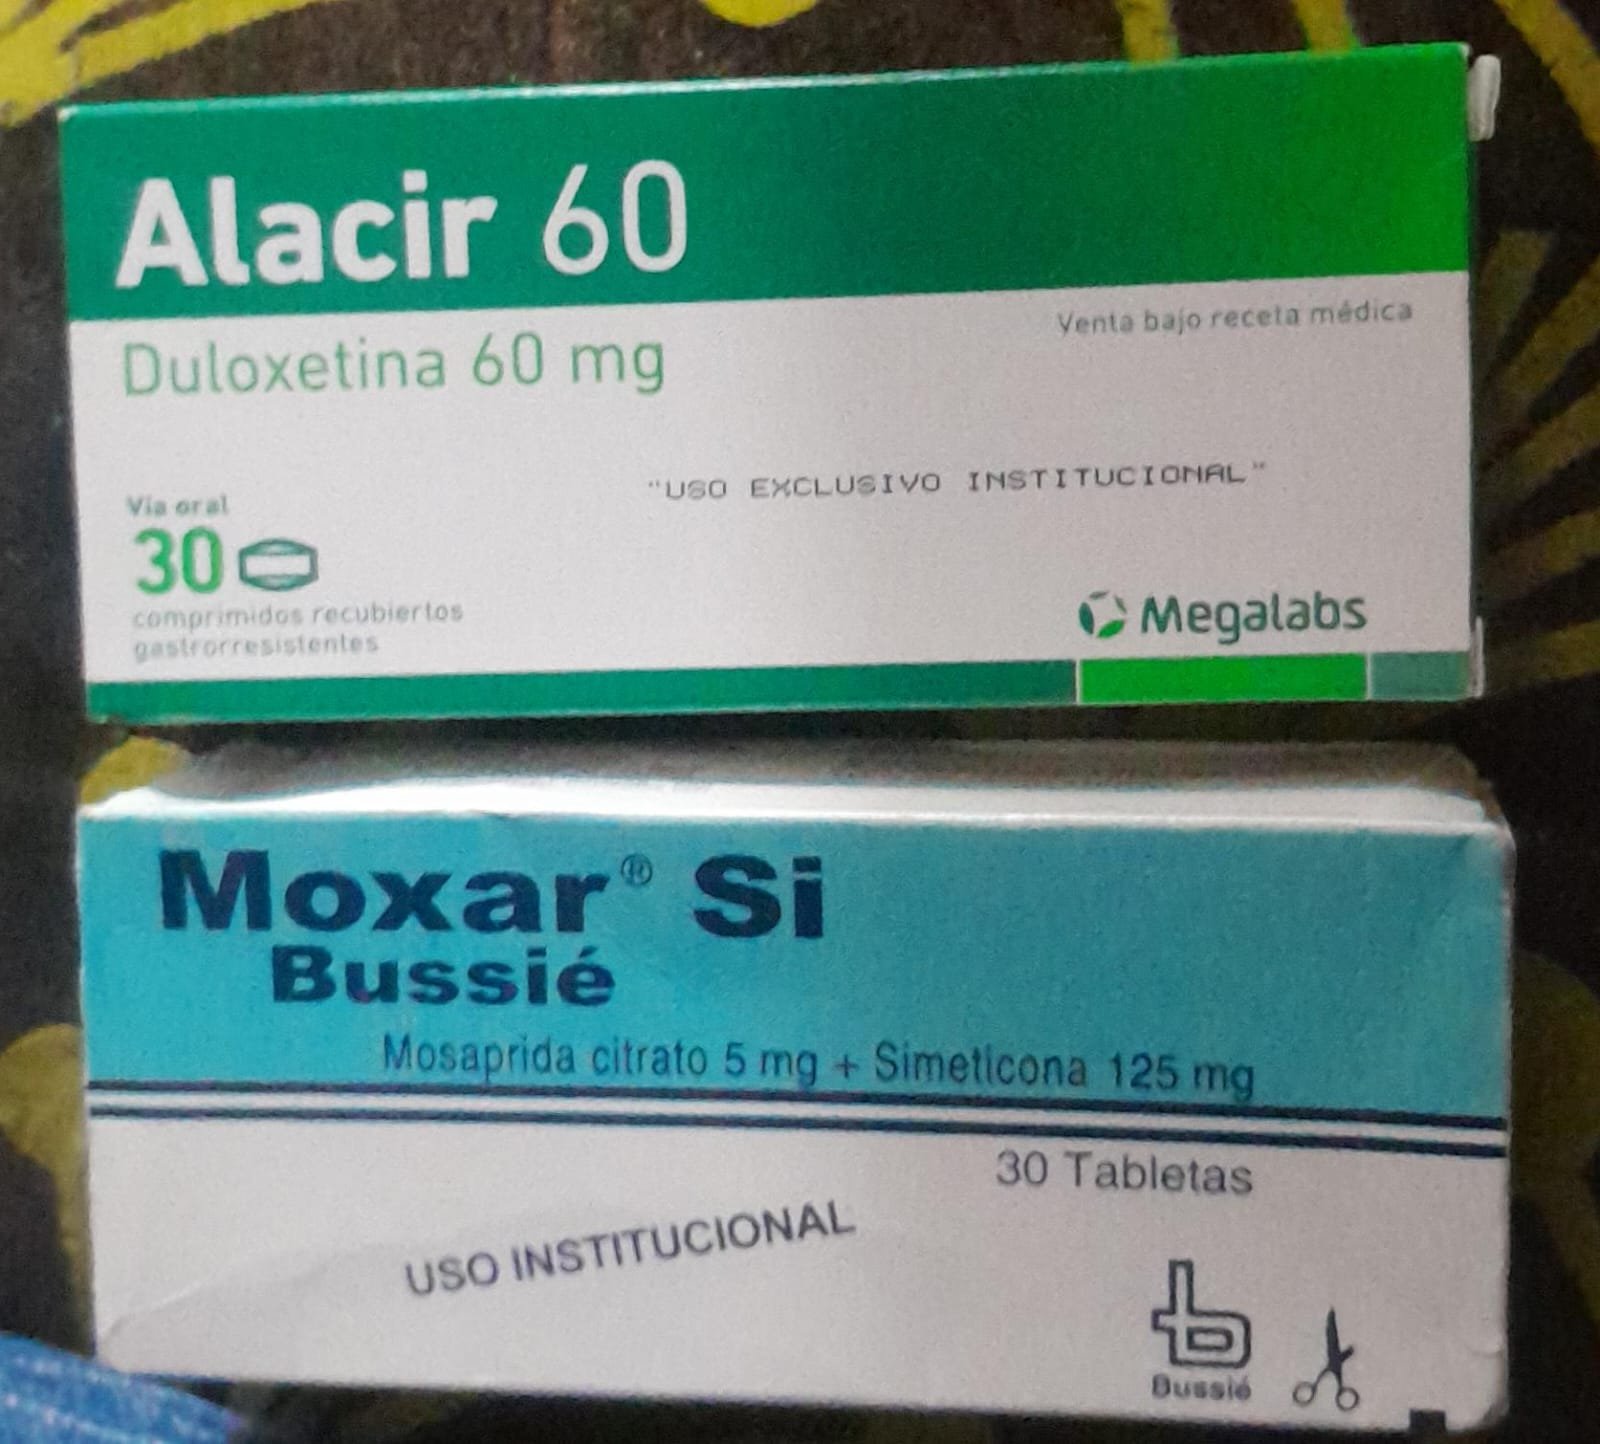 Alacir 60
Duloxetina 60 mg
Venta bajo receta médica
"USO EXCLUSIVO INSTITUCIONAL"
Vía oral
30
comprimidos recubiertos
gastrorresistentes
Megalabs
Moxar® Si
Bussié
Mosaprida citrato 5 mg + Simeticona 125 mg
30 Tabletas
USO INSTITUCIONAL
Bussié